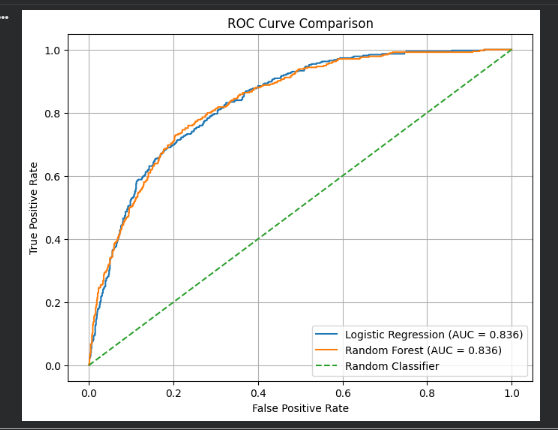 ROC Curve Comparison
True Positive Rate
1.0
0.8
0.6
0.4
0.2
0.0
Logistic Regression (AUC = 0.836)
Random Forest (AUC = 0.836)
Random Classifier
0.0 0.2 0.4 0.6 0.8 1.0
False Positive Rate